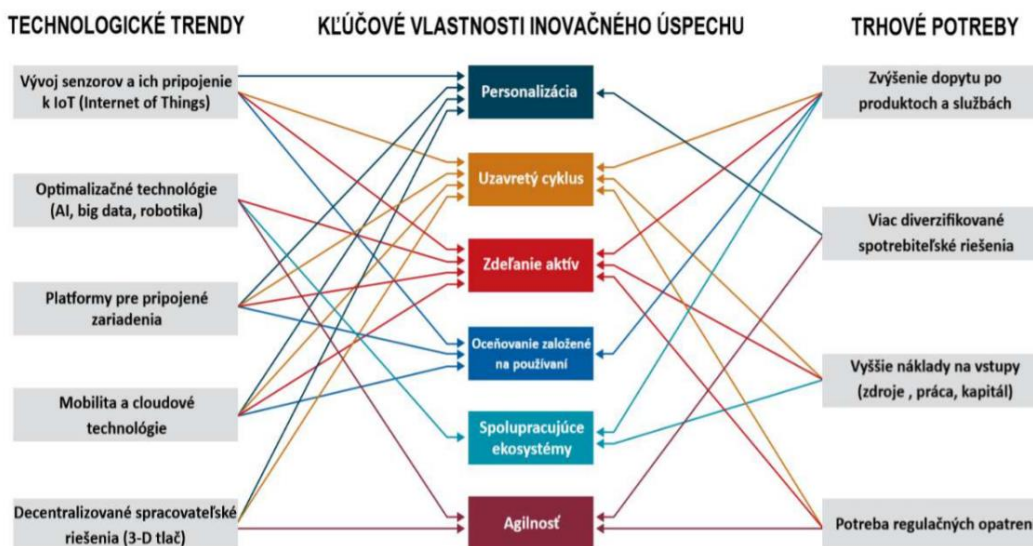 TECHNOLOGICKÉ TRENDY
KĽÚČOVÉ VLASTNOSTI INOVAČNÉHO ÚSPECHU
TRHOVÉ POTREBY
Vývoj senzorov a ich pripojenie
k IoT (Internet of Things)
Optimalizačné technológie
(AI, big data, robotika)
Platformy pre pripojené
zariadenia
Mobilita a cloudové
technológie
Decentralizované spracovateľské
riešenia (3-D tlač)
Personalizácia
Uzavretý cyklus
Zdeľanie aktív
Oceňovanie založené
na používaní
Spolupracujúce
ekosystémy
Agilnosť
Zvýšenie dopytu po
produktoch a službách
Viac diverzifikované
spotrebiteľské riešenia
Vyššie náklady na vstupy
(zdroje , práca, kapitál)
Potreba regulačných opatren